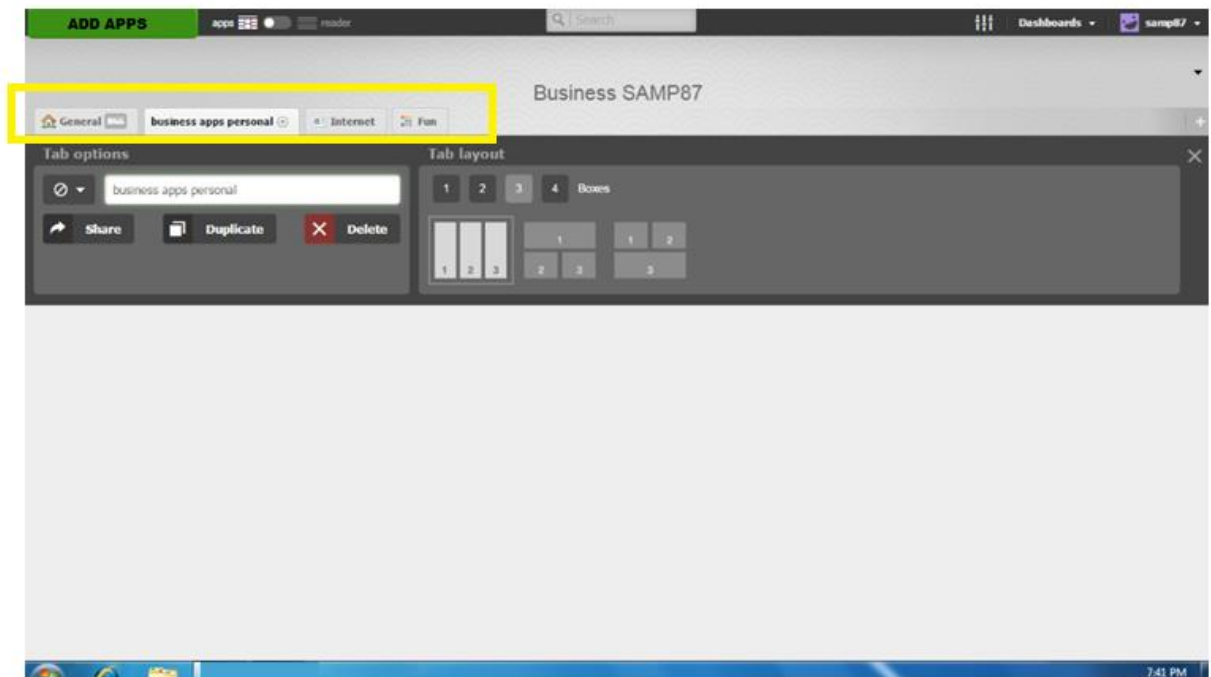 ADD APPS apps reader Search Dashboards samp87
Business SAMP87
General business apps personal Internet Fun
Tab options Tab layout
business apps personal 1 2 3 4 Boxes
Share Duplicate Delete
1 1 2
1 2 3 2 3 3
7:41 PM